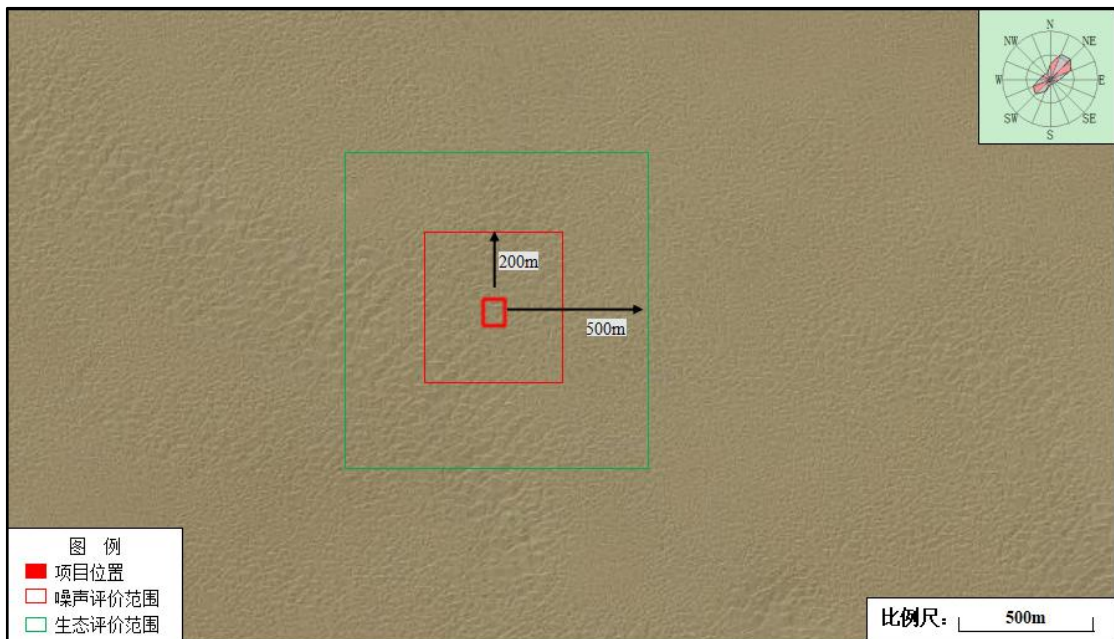 N
NW NE
W E
SW SE
S
200m
500m
图 例
项目位置
噪声评价范围
生态评价范围
比例尺： 500m